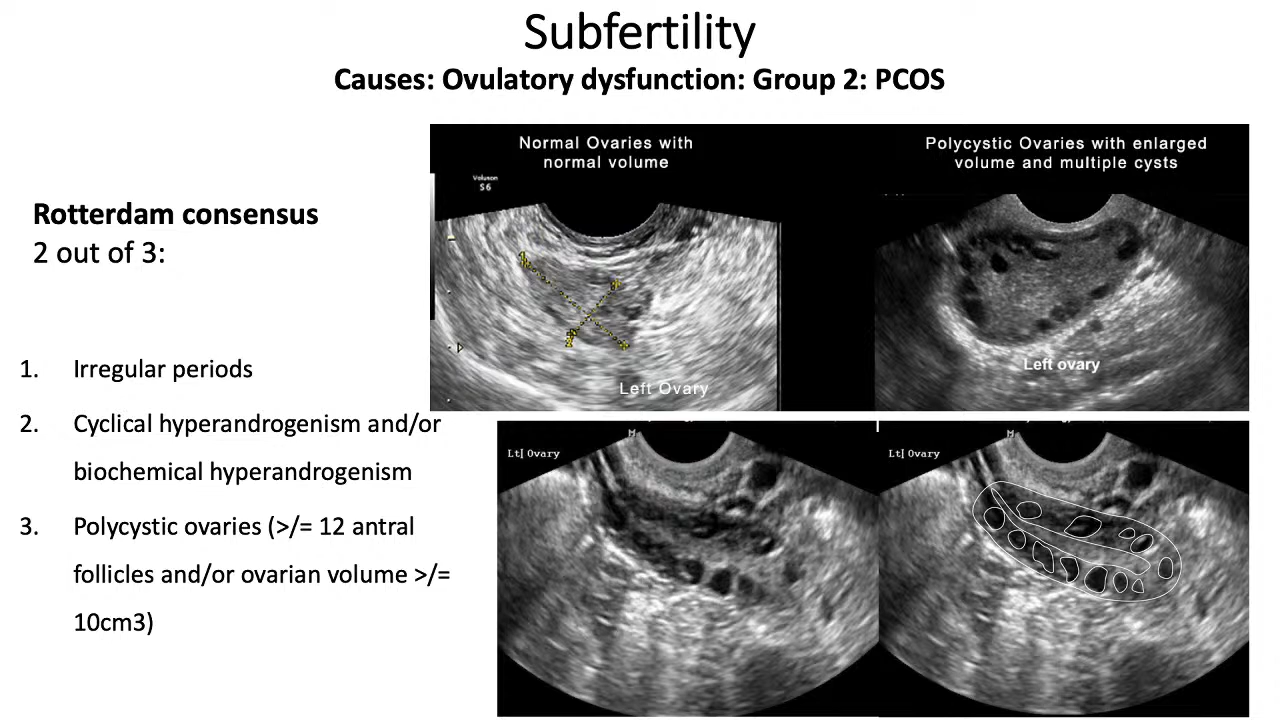 Subfertility
Causes: Ovulatory dysfunction: Group 2: PCOS
Rotterdam consensus
2 out of 3:
1. Irregular periods
2. Cyclical hyperandrogenism and/or
biochemical hyperandrogenism
3. Polycystic ovaries (>/= 12 antral
follicles and/or ovarian volume >/=
10cm3)
Normal Ovaries with
normal volume
Voluson
S6
Left Ovary
Polycystic Ovaries with enlarged
volume and multiple cysts
Left ovary
M
Lt| Ovary
M
Lt| Ovary